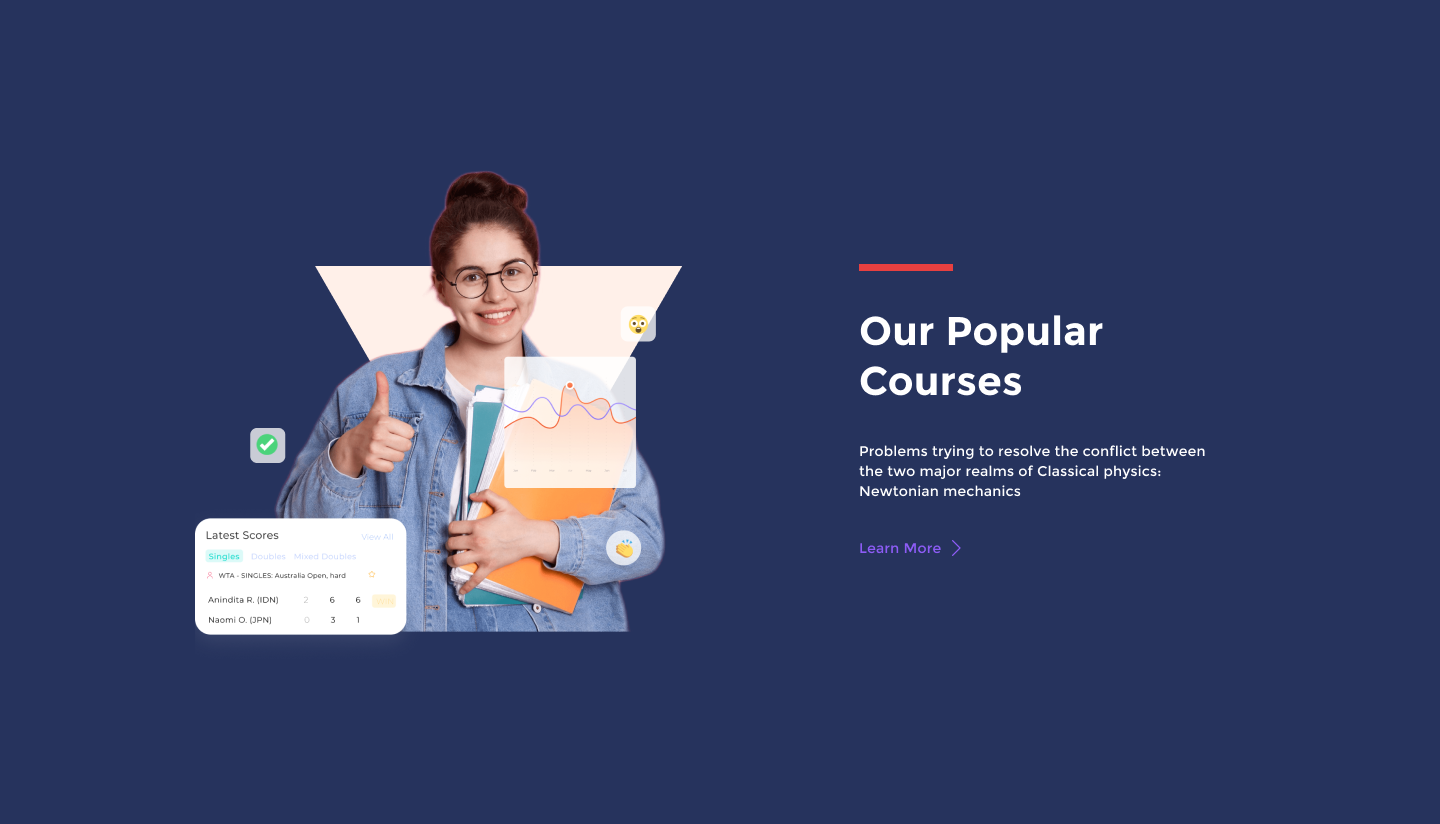 Our Popular
Courses
Problems trying to resolve the conflict between
the two major realms of Classical physics:
Newtonian mechanics
Learn More
Latest Scores
View All
Singles Doubles Mixed Doubles
WTA - SINGLES: Australia Open, hard
Anindita R. (IDN) 2 6 6
Naomi O. (JPN) 0 3 1